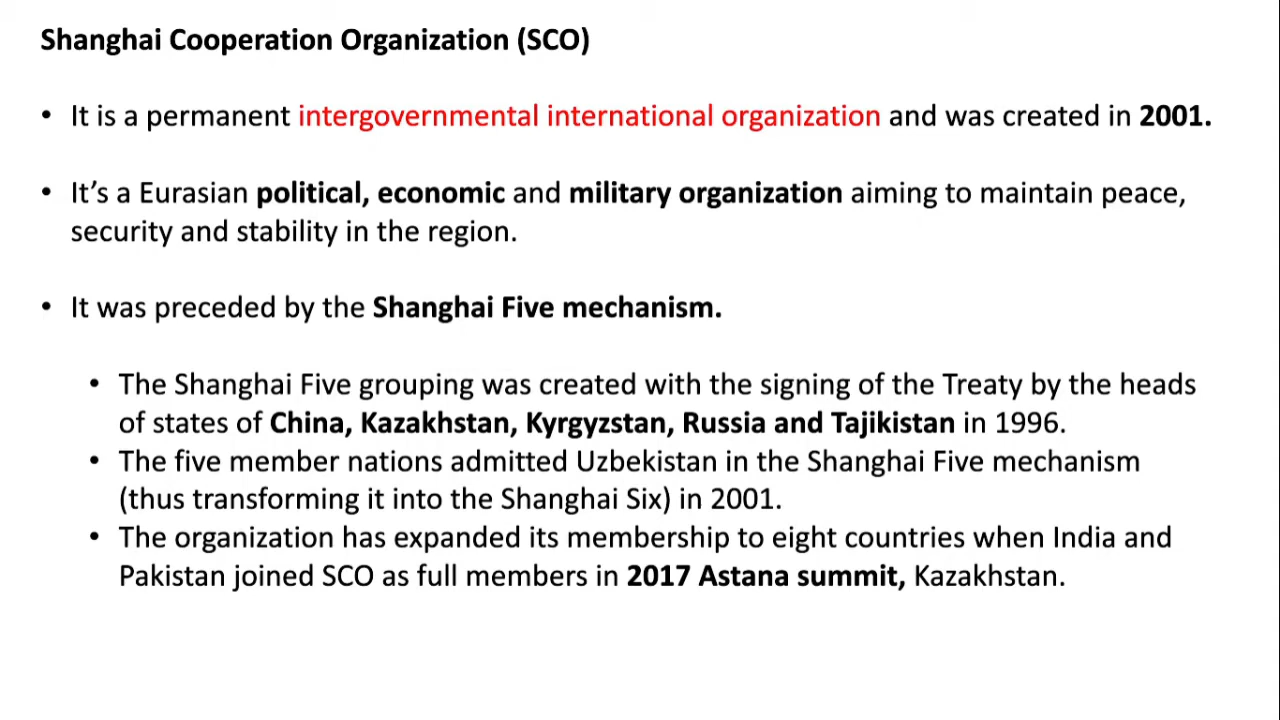 Shanghai Cooperation Organization (SCO)
• It is a permanent intergovernmental international organization and was created in 2001.
• It’s a Eurasian political, economic and military organization aiming to maintain peace,
security and stability in the region.
• It was preceded by the Shanghai Five mechanism.
• The Shanghai Five grouping was created with the signing of the Treaty by the heads
of states of China, Kazakhstan, Kyrgyzstan, Russia and Tajikistan in 1996.
• The five member nations admitted Uzbekistan in the Shanghai Five mechanism
(thus transforming it into the Shanghai Six) in 2001.
• The organization has expanded its membership to eight countries when India and
Pakistan joined SCO as full members in 2017 Astana summit, Kazakhstan.